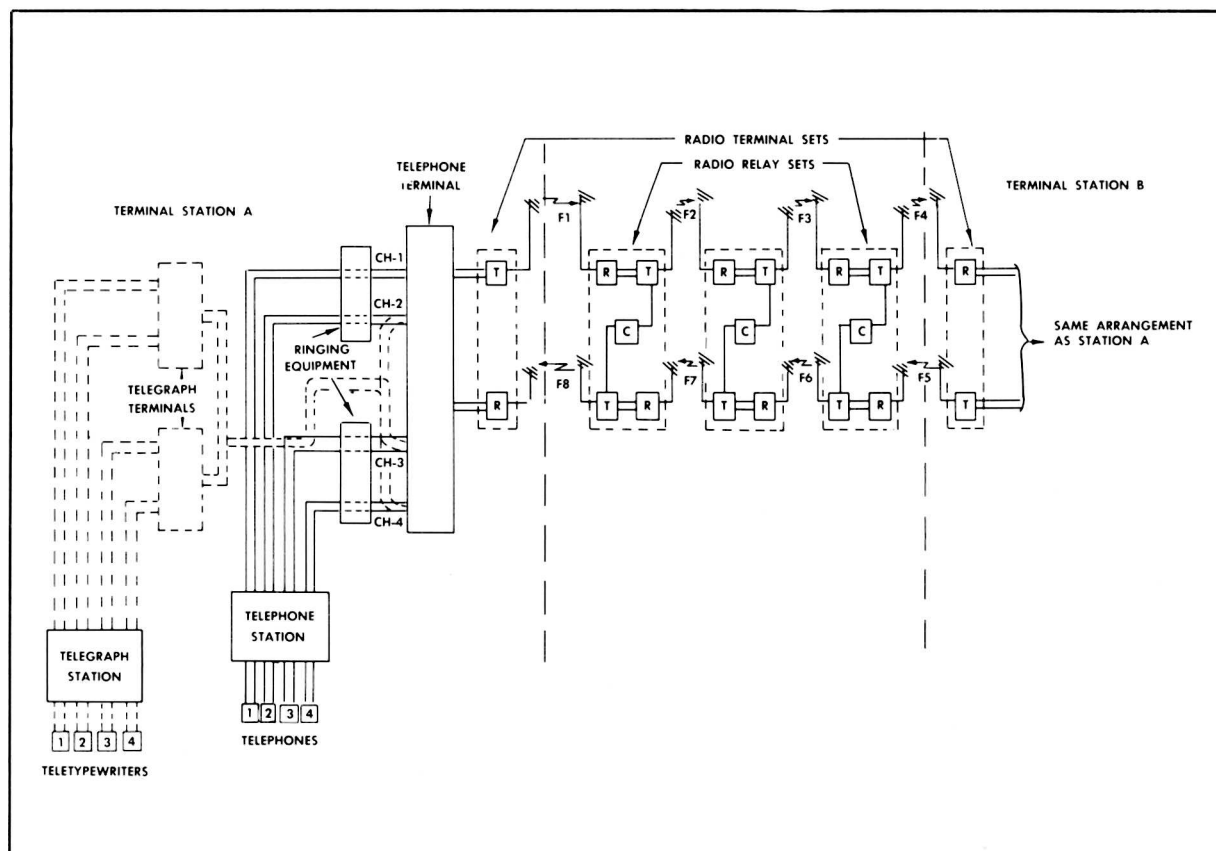 RADIO TERMINAL SETS
RADIO RELAY SETS
TELEPHONE
TERMINAL
TERMINAL STATION A
TERMINAL STATION B
F1
F2
F3
F4
CH-1
T
R T
R T
R T
R
CH-2
RINGING
EQUIPMENT
C
C
C
SAME ARRANGEMENT
AS STATION A
TELEGRAPH
TERMINALS
F8
F7
F6
F5
R
T R
T R
T R
T
CH-3
CH-4
TELEPHONE
STATION
TELEGRAPH
STATION
1 2 3 4
TELEPHONES
1 2 3 4
TELETYPEWRITERS